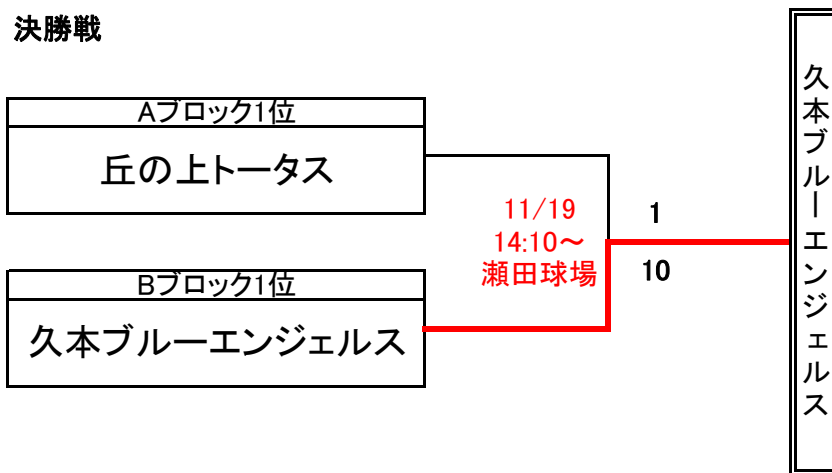 決勝戦
Aブロック1位
丘の上トータス
11/19
14:10～
瀬田球場
1
10
Bブロック1位
久本ブルーエンジェルス
久本ブルーエンジェルス